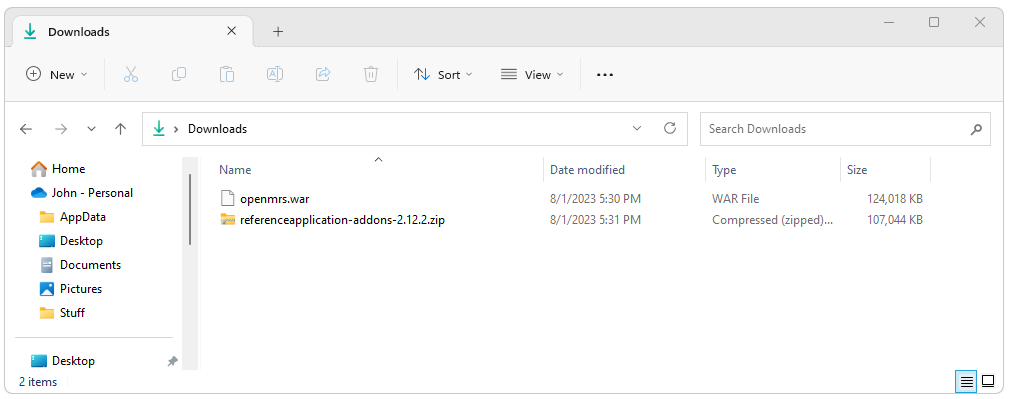 Downloads
New Sort View
Downloads Search Downloads
Name Date modified Type Size
openmrs.war 8/1/2023 5:30 PM WAR File 124,018 KB
referenceapplication-addons-2.12.2.zip 8/1/2023 5:31 PM Compressed (zipped)... 107,044 KB
Home
John - Personal
AppData
Desktop
Documents
Pictures
Stuff
Desktop
2 items